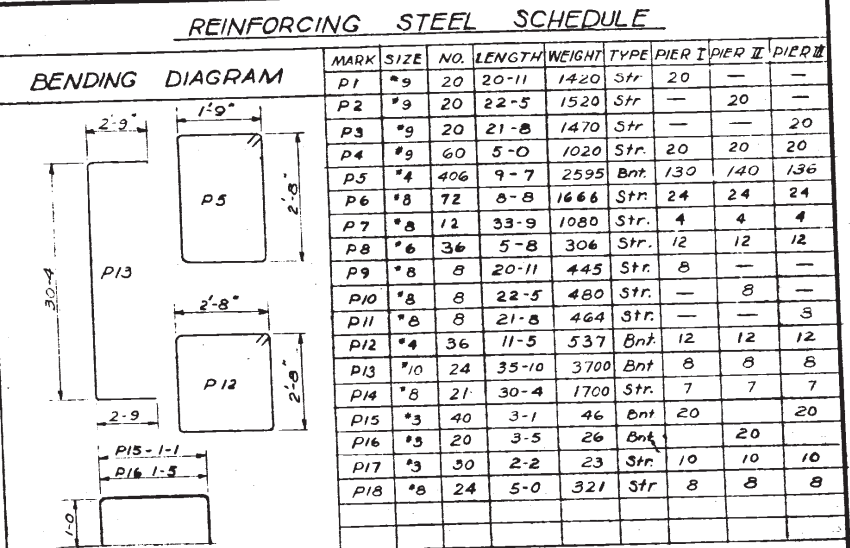 REINFORCING STEEL SCHEDULE
BENDING DIAGRAM
2'-9"
1'-9"
P5
2'-8"
30-4
P13
2'-8"
P12
2'-8"
2-9
P15 - 1-1
P16 1-5
1-0
MARK SIZE NO. LENGTH WEIGHT TYPE PIER I PIER II PIER III
P1 #9 20 20-11 1420 Str 20 — —
P2 #9 20 22-5 1520 Str — 20 —
P3 #9 20 21-8 1470 Str — — 20
P4 #9 60 5-0 1020 Str. 20 20 20
P5 #4 406 9-7 2595 Bnt. 130 140 136
P6 #8 72 8-8 1666 Str. 24 24 24
P7 #8 12 33-9 1080 Str. 4 4 4
P8 #6 36 5-8 306 Str. 12 12 12
P9 #8 8 20-11 445 Str. 8 — —
P10 #8 8 22-5 480 Str. — 8 —
P11 #8 8 21-8 464 Str. — — 8
P12 #4 36 11-5 537 Bnt. 12 12 12
P13 #10 24 35-10 3700 Bnt 8 8 8
P14 #8 21 30-4 1700 Str. 7 7 7
P15 #3 40 3-1 46 Bnt 20 20
P16 #3 20 3-5 26 Bnt 20
P17 #3 30 2-2 23 Str. 10 10 10
P18 #8 24 5-0 321 Str 8 8 8